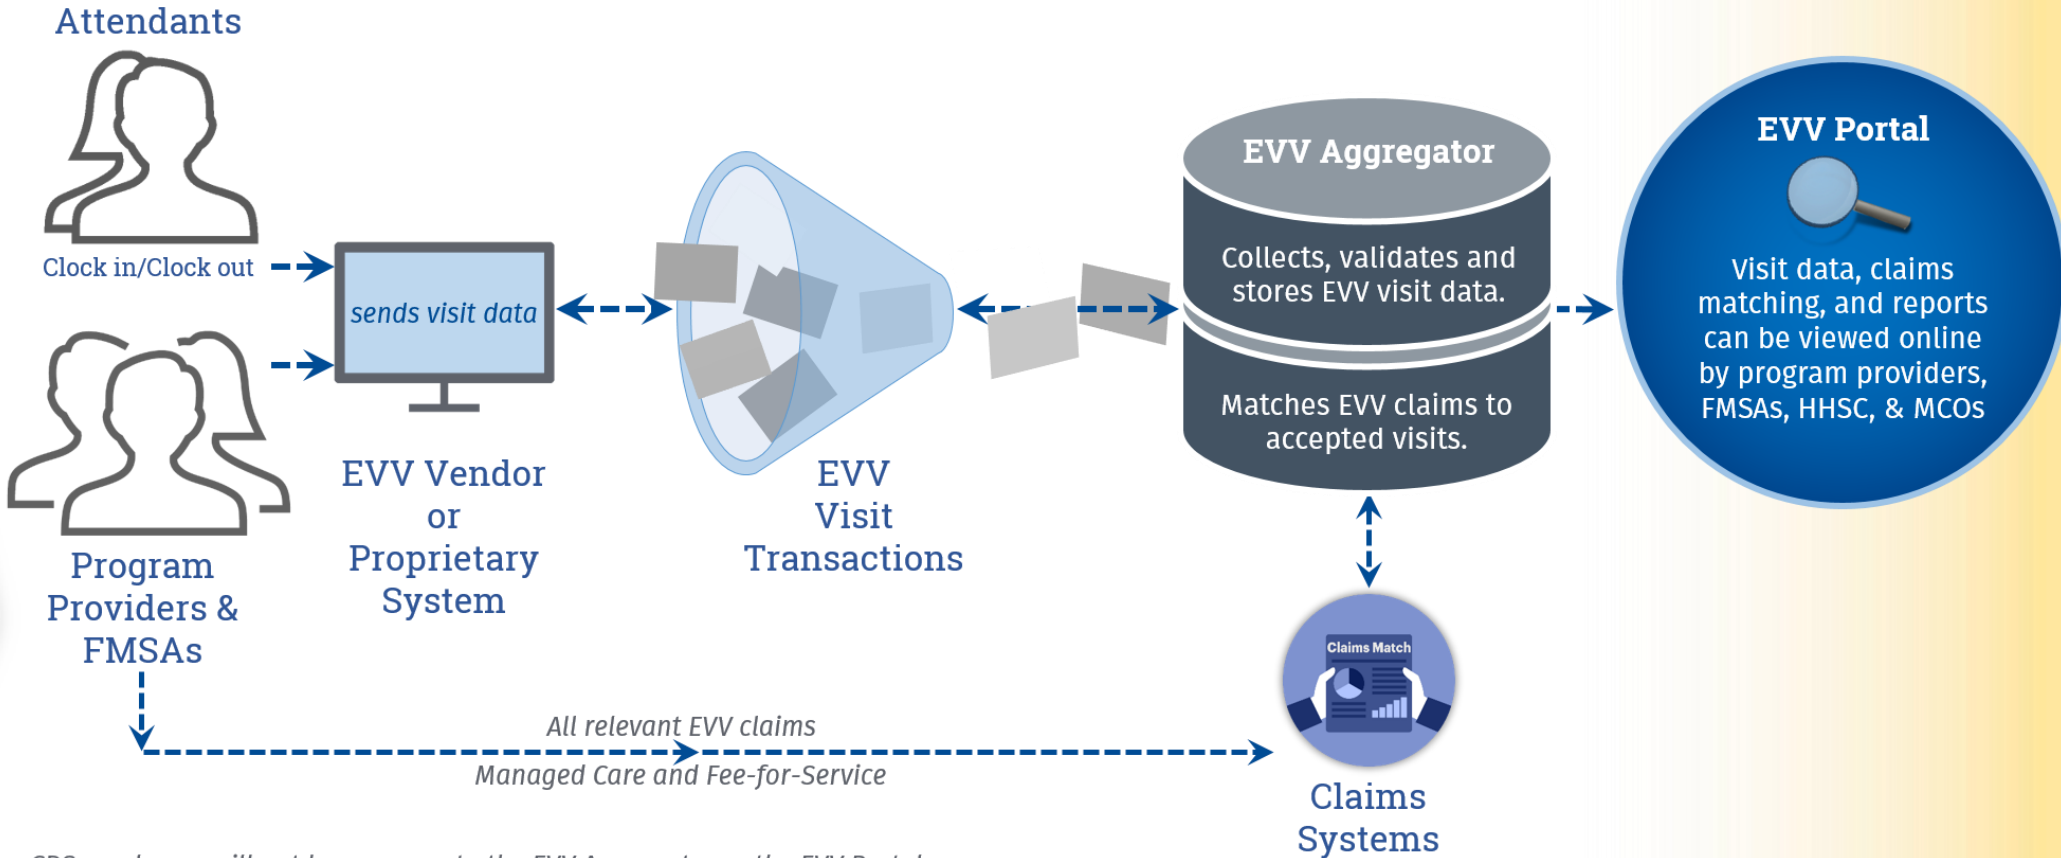 Attendants
Clock in/Clock out
Program
Providers &
FMSAs
sends visit data
EVV Vendor
or
Proprietary
System
EVV
Visit
Transactions
EVV Aggregator
Collects, validates and
stores EVV visit data.
Matches EVV claims to
accepted visits.
EVV Portal
Visit data, claims
matching, and reports
can be viewed online
by program providers,
FMSAs, HHSC, & MCOs
All relevant EVV claims
Managed Care and Fee-for-Service
Claims Match
Claims
Systems